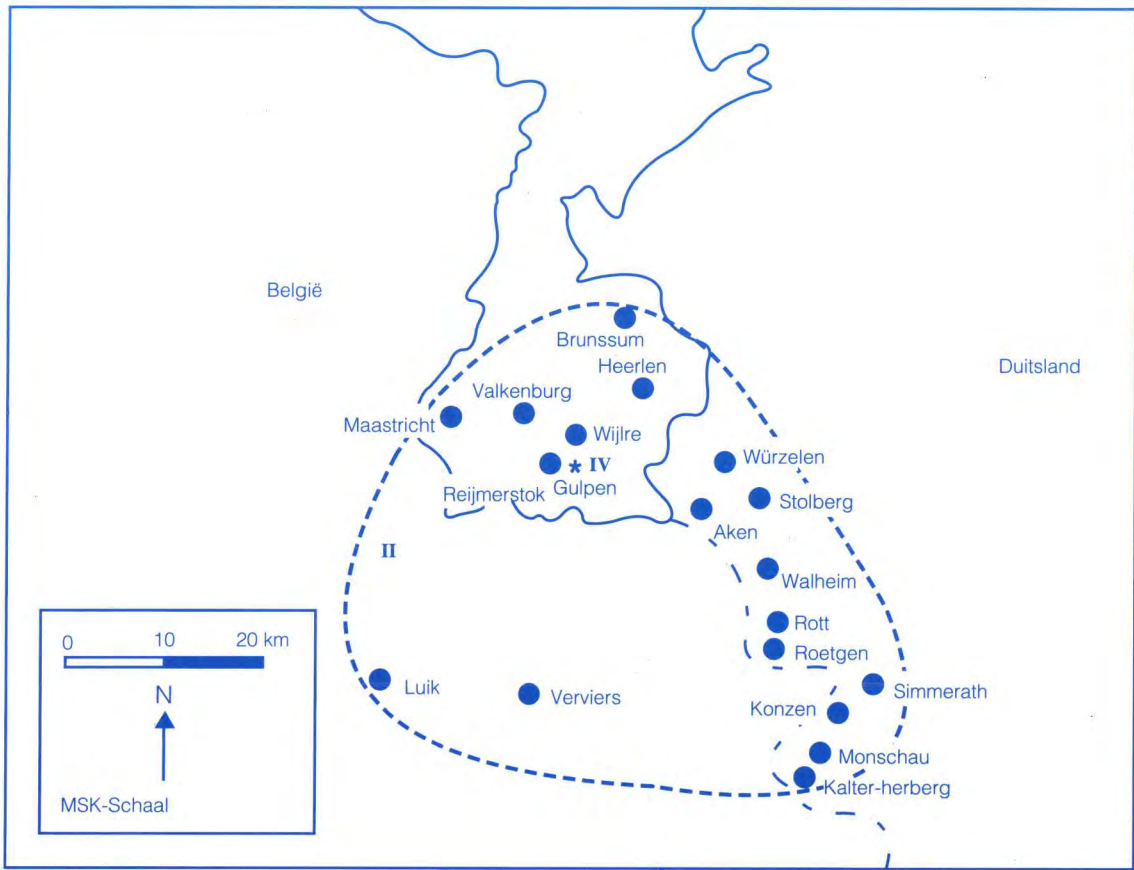 België
Duitsland
Brunssum
Heerlen
Valkenburg
Maastricht
Wijlre
IV
Gulpen
Reijmerstok
Würzelen
Stolberg
Aken
II
Walheim
Rott
Roetgen
Simmerath
Luik
Verviers
Konzen
Monschau
Kalter-herberg
0 10 20 km
N
MSK-Schaal